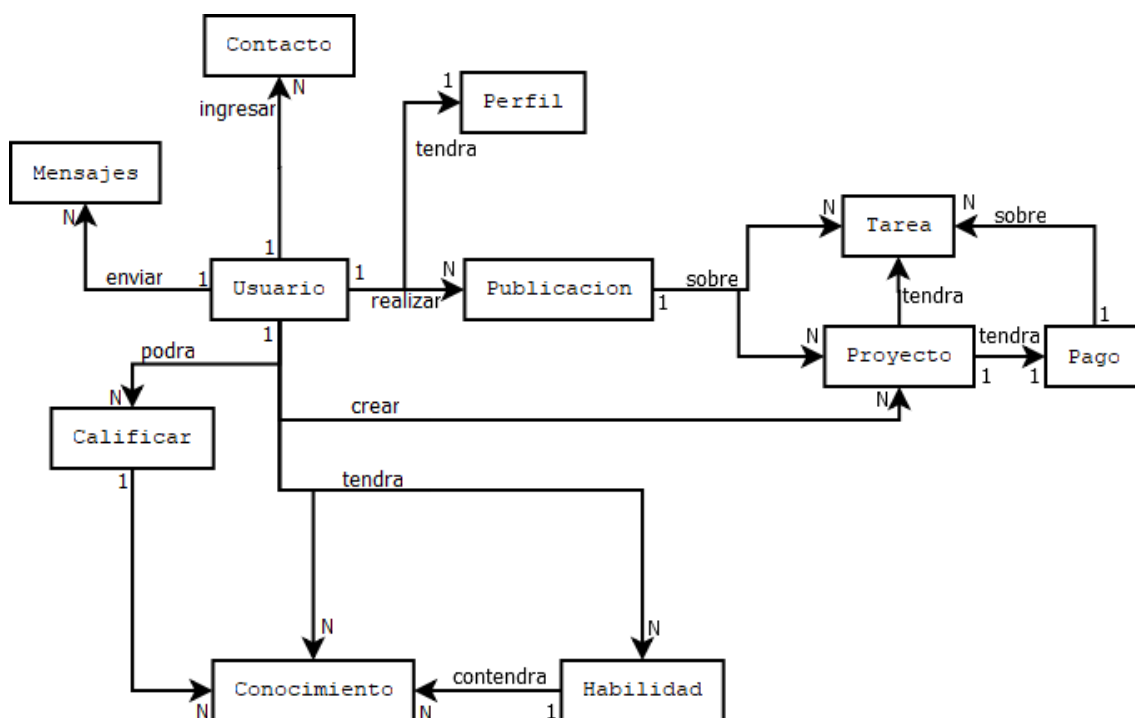 Contacto
N
ingresar
1
Perfil
tendra
Mensajes
N
enviar
1
1
Usuario
1
realizar
N
Publicacion
1
sobre
N
Tarea
N
sobre
tendra
1
N
Proyecto
tendra
1
1
Pago
1
podra
N
Calificar
1
crear
N
tendra
N
N
Conocimiento
N
contendra
N
1
Habilidad